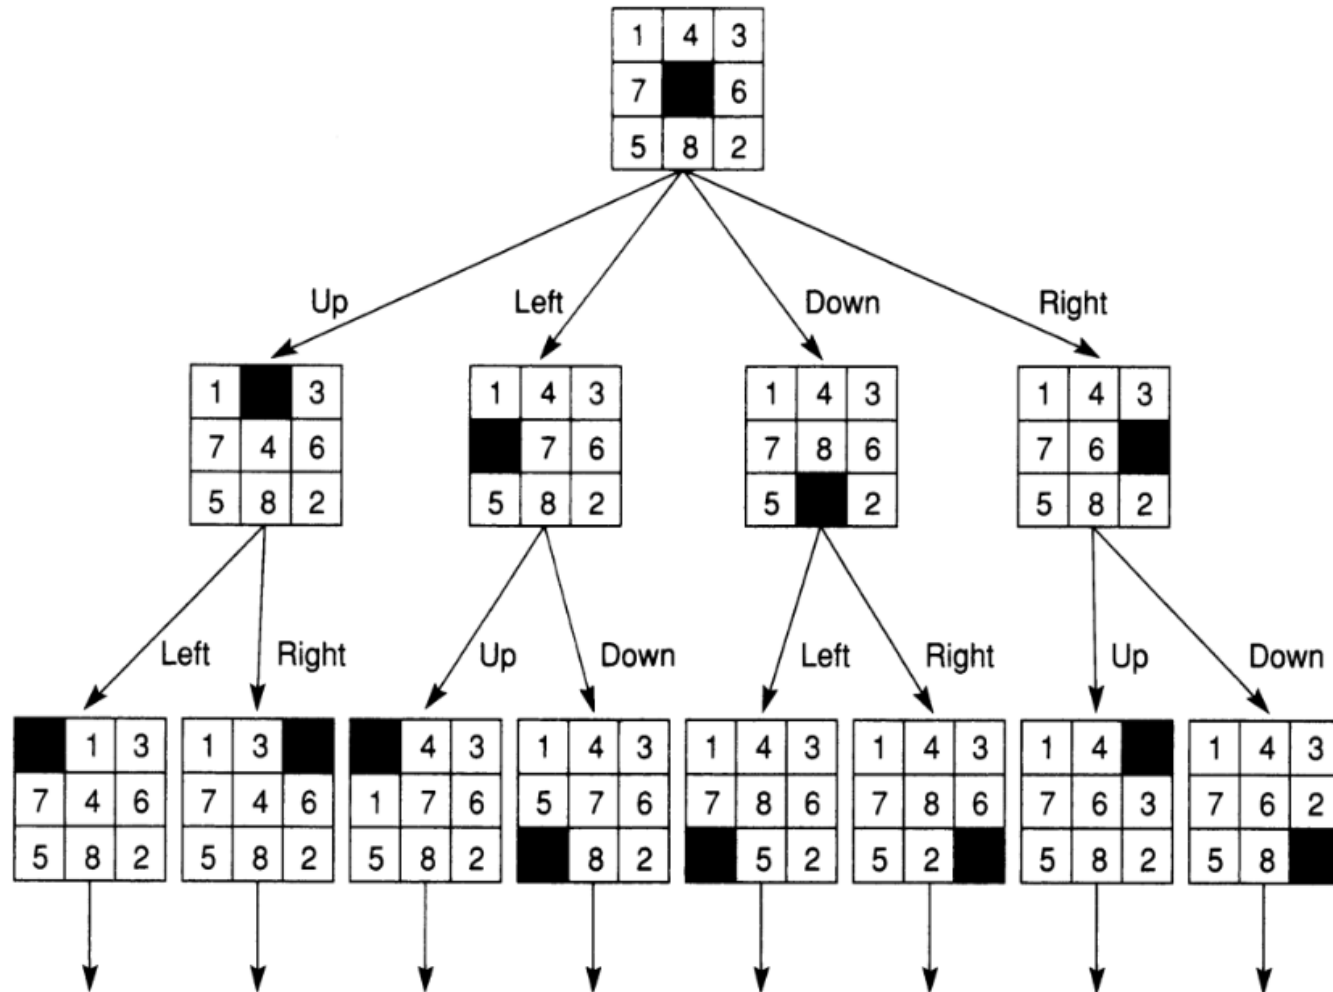 1 4 3
7 6
5 8 2
Up Left Down Right
1 3 1 4 3 1 4 3 1 4 3
7 4 6 7 6 7 8 6 7 6
5 8 2 5 8 2 5 2 5 8 2
Left Right Up Down Left Right Up Down
1 3 1 3 4 3 1 4 3 1 4 3 1 4 3 1 4 1 4 3
7 4 6 7 4 6 1 7 6 5 7 6 7 8 6 7 8 6 7 6 3 7 6 2
5 8 2 5 8 2 5 8 2 8 2 5 2 5 2 5 8 2 5 8